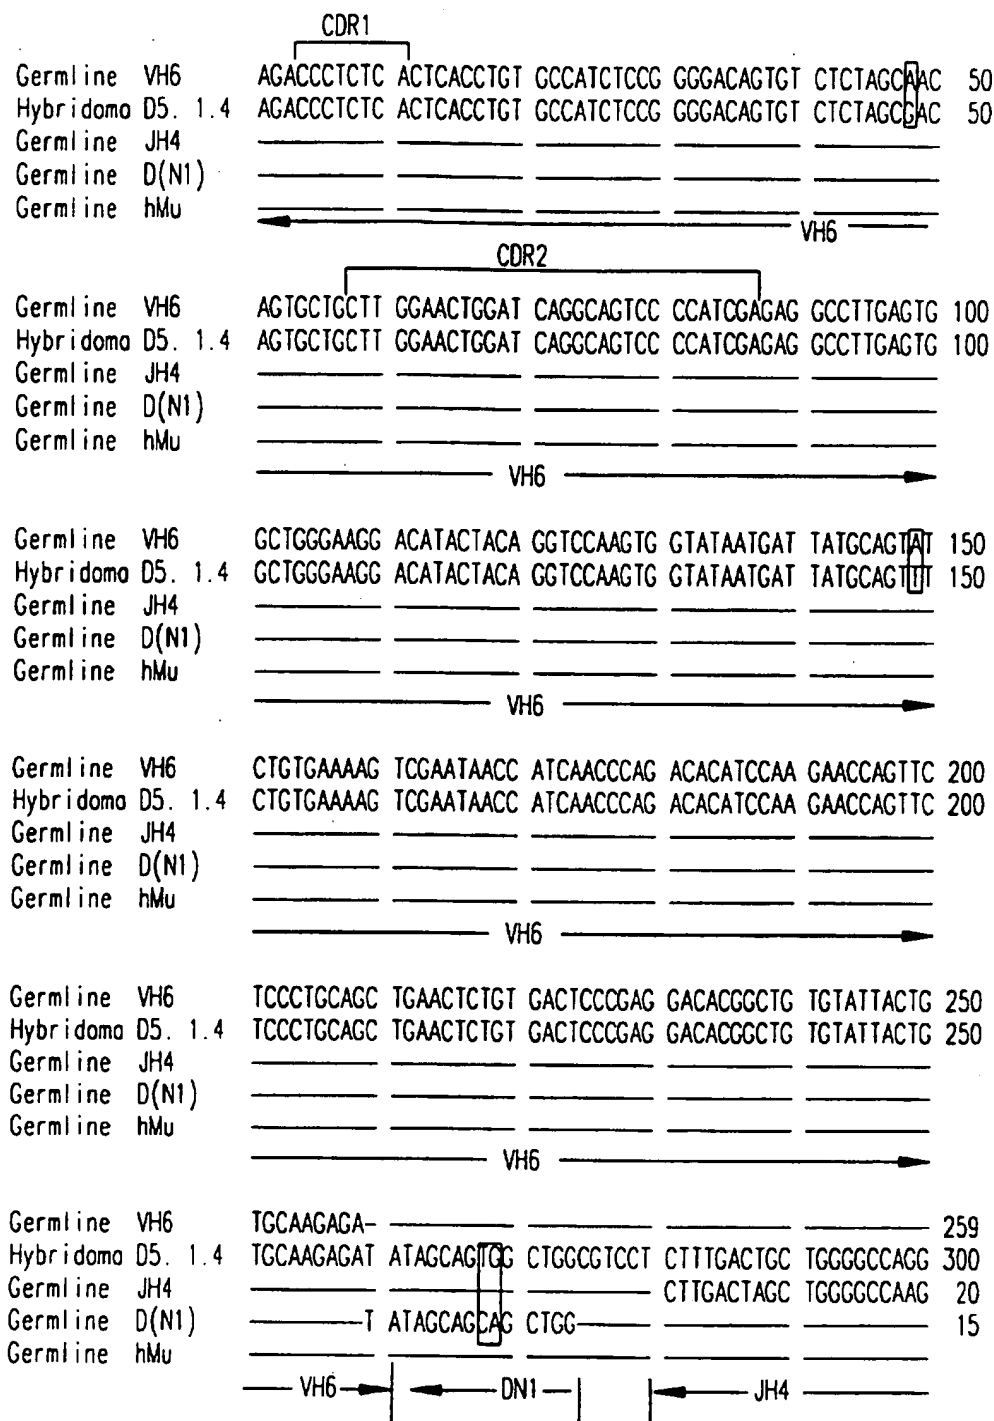 CDR1
Germline VH6 AGACCCTCTC ACTCACCTGT GCCATCTCCG GGGACAGTGT CTCTAGCAAC 50
Hybridoma D5. 1.4 AGACCCTCTC ACTCACCTGT GCCATCTCCG GGGACAGTGT CTCTAGCGAC 50
Germline JH4
Germline D(N1)
Germline hMu
VH6
CDR2
Germline VH6 AGTGCTGCTT GGAACTGGAT CAGGCAGTCC CCATCGAGAG GCCTTGAGTG 100
Hybridoma D5. 1.4 AGTGCTGCTT GGAACTGGAT CAGGCAGTCC CCATCGAGAG GCCTTGAGTG 100
Germline JH4
Germline D(N1)
Germline hMu
VH6
Germline VH6 GCTGGGAAGG ACATACTACA GGTCCAAGTG GTATAATGAT TATGCAGTAT 150
Hybridoma D5. 1.4 GCTGGGAAGG ACATACTACA GGTCCAAGTG GTATAATGAT TATGCAGTTT 150
Germline JH4
Germline D(N1)
Germline hMu
VH6
Germline VH6 CTGTGAAAAG TCGAATAACC ATCAACCCAG ACACATCCAA GAACCAGTTC 200
Hybridoma D5. 1.4 CTGTGAAAAG TCGAATAACC ATCAACCCAG ACACATCCAA GAACCAGTTC 200
Germline JH4
Germline D(N1)
Germline hMu
VH6
Germline VH6 TCCCTGCAGC TGAACTCTGT GACTCCCGAG GACACGGCTG TGTATTACTG 250
Hybridoma D5. 1.4 TCCCTGCAGC TGAACTCTGT GACTCCCGAG GACACGGCTG TGTATTACTG 250
Germline JH4
Germline D(N1)
Germline hMu
VH6
Germline VH6 TGCAAGAGA- 259
Hybridoma D5. 1.4 TGCAAGAGAT ATAGCAGTGG CTGGCGTCCT CTTTGACTGC TGGGGCCAGG 300
Germline JH4 CTTGACTAGC TGGGGCCAAG 20
Germline D(N1) T ATAGCAGCAG CTGG 15
Germline hMu
VH6 DN1 JH4